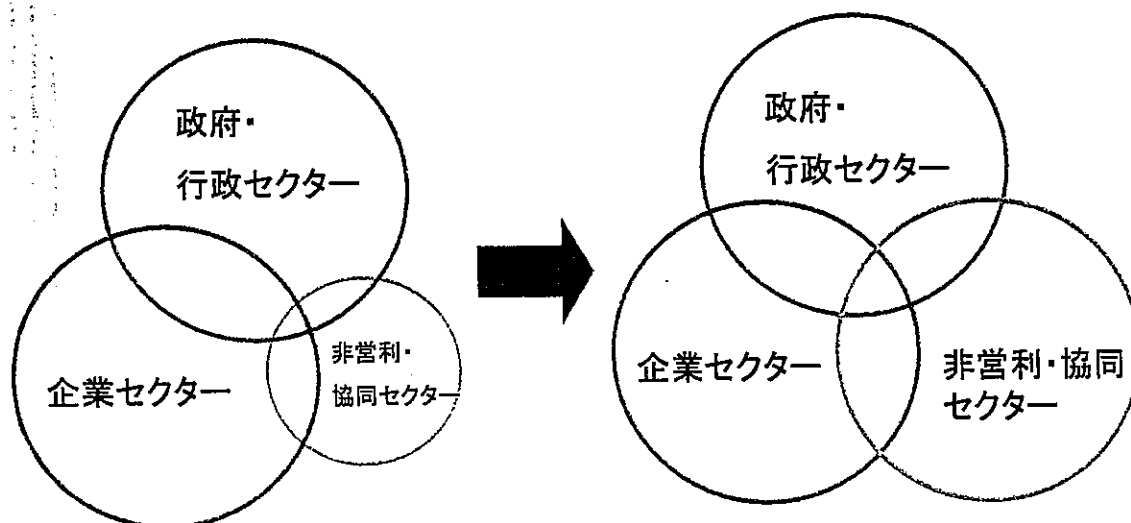 政府・
行政セクター
企業セクター
非営利・
協同セクター
政府・
行政セクター
企業セクター
非営利・協同
セクター